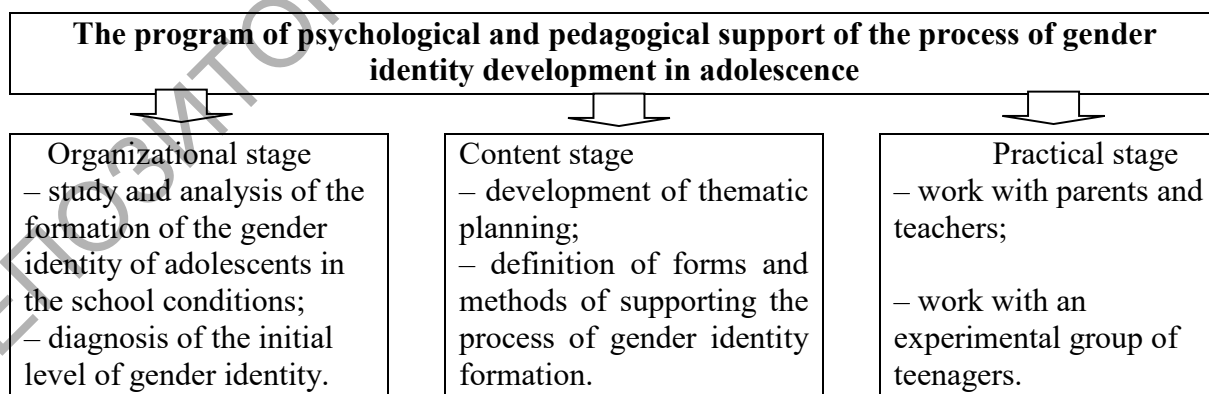 The program of psychological and pedagogical support of the process of gender
identity development in adolescence
Organizational stage
– study and analysis of the
formation of the gender
identity of adolescents in
the school conditions;
– diagnosis of the initial
level of gender identity.
Content stage
– development of thematic
planning;
– definition of forms and
methods of supporting the
process of gender identity
formation.
Practical stage
– work with parents and
teachers;
– work with an
experimental group of
teenagers.
ЕПОЗИТО